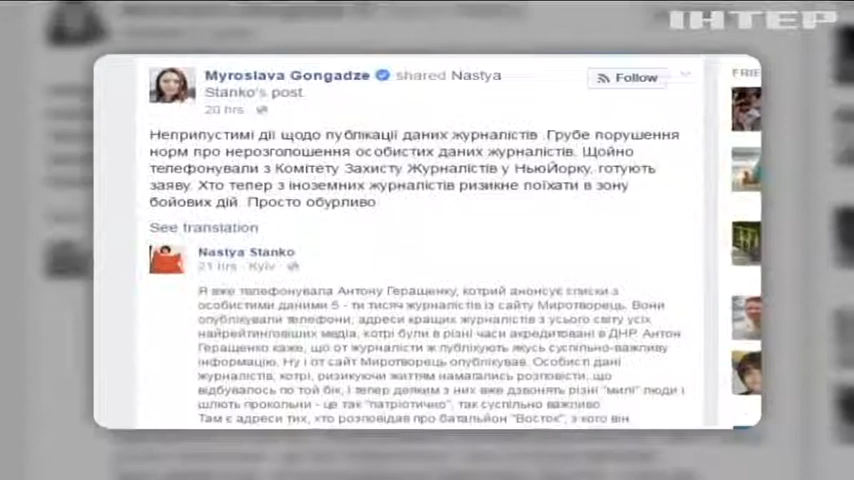 ІНТЕР
Myroslava Gongadze shared Nastya
Stanko's post.
20 hrs
Follow
FRIE
Неприпустимі дії щодо публікації даних журналістів .Грубе порушення
норм про нерозголошення особистих даних журналістів. Щойно
телефонували з Комітету Захисту Журналістів у НьюЙорку, готують
заяву. Хто тепер з іноземних журналістів ризикне поїхати в зону
бойових дій. Просто обурливо
See translation
Nastya Stanko
21 hrs · Kyiv
Я вже телефонувала Антону Геращенку, котрий анонсує списки з
особистими даними 5 - ти тисяч журналістів із сайту Миротворець. Вони
опублікували телефони, адреси кращих журналістів з усього світу усіх
найрейтинговіших медіа, котрі були в різні часи акредитовані в ДНР. Антон
Геращенко каже, що от журналісти ж публікують якусь суспільно-важливу
інформацію. Ну і от сайт Миротворець опублікував. Особисті дані
журналістів, котрі, ризикуючи життям намагались розповісти, що
відбувалось по той бік, і тепер деяким з них вже дзвонять різні "милі" люди і
шлють прокльони - це так "патріотично", так суспільно важливо
Там є адреси тих, хто розповідав про батальйон "Восток", з кого він